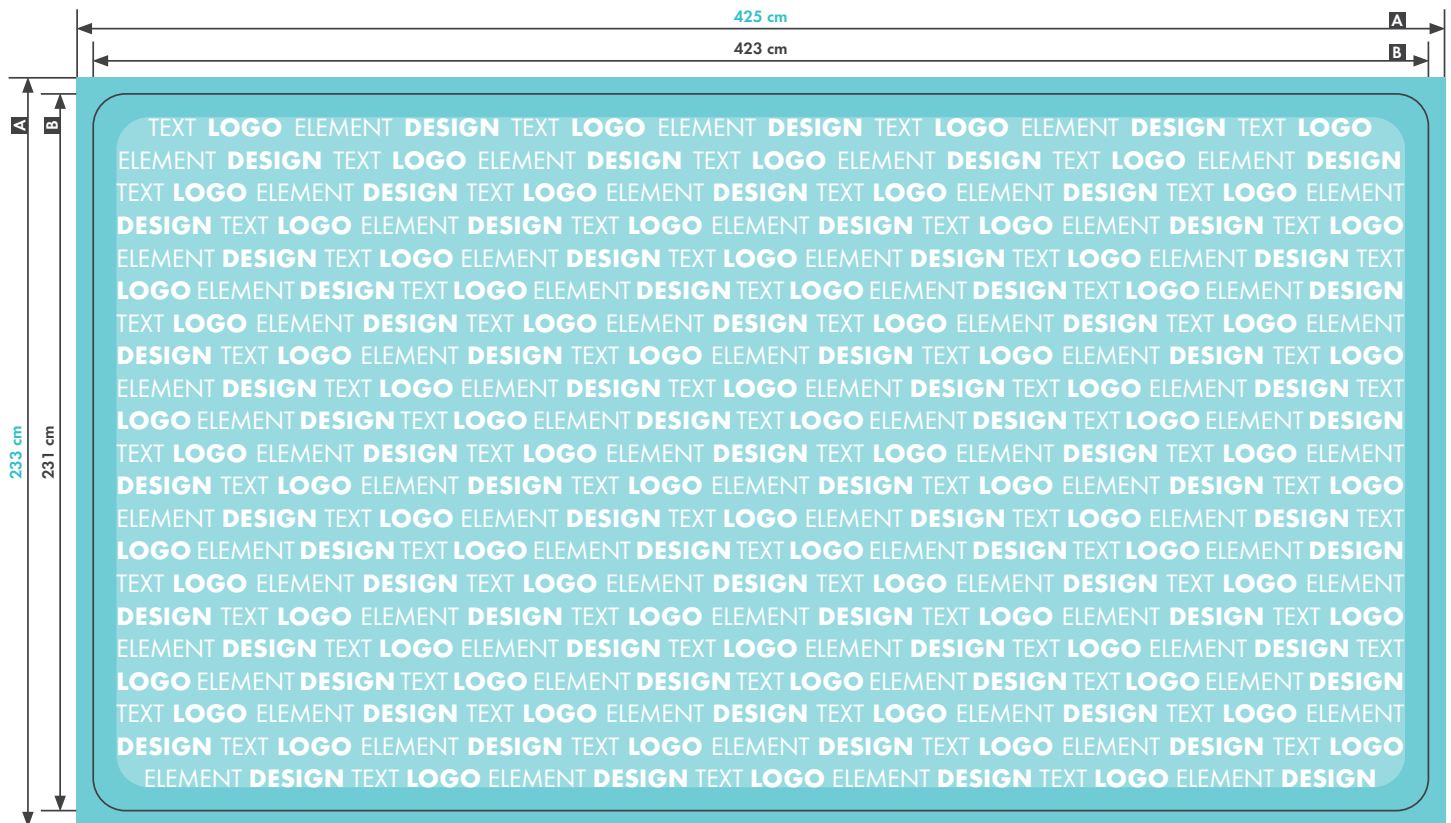 425 cm
A
423 cm
B
A
B
TEXT LOGO ELEMENT DESIGN TEXT LOGO ELEMENT DESIGN TEXT LOGO ELEMENT DESIGN TEXT LOGO
ELEMENT DESIGN TEXT LOGO ELEMENT DESIGN TEXT LOGO ELEMENT DESIGN TEXT LOGO ELEMENT DESIGN
TEXT LOGO ELEMENT DESIGN TEXT LOGO ELEMENT DESIGN TEXT LOGO ELEMENT DESIGN TEXT LOGO ELEMENT
DESIGN TEXT LOGO ELEMENT DESIGN TEXT LOGO ELEMENT DESIGN TEXT LOGO ELEMENT DESIGN TEXT LOGO
ELEMENT DESIGN TEXT LOGO ELEMENT DESIGN TEXT LOGO ELEMENT DESIGN TEXT LOGO ELEMENT DESIGN TEXT
LOGO ELEMENT DESIGN TEXT LOGO ELEMENT DESIGN TEXT LOGO ELEMENT DESIGN TEXT LOGO ELEMENT DESIGN
TEXT LOGO ELEMENT DESIGN TEXT LOGO ELEMENT DESIGN TEXT LOGO ELEMENT DESIGN TEXT LOGO ELEMENT
DESIGN TEXT LOGO ELEMENT DESIGN TEXT LOGO ELEMENT DESIGN TEXT LOGO ELEMENT DESIGN TEXT LOGO
ELEMENT DESIGN TEXT LOGO ELEMENT DESIGN TEXT LOGO ELEMENT DESIGN TEXT LOGO ELEMENT DESIGN TEXT
LOGO ELEMENT DESIGN TEXT LOGO ELEMENT DESIGN TEXT LOGO ELEMENT DESIGN TEXT LOGO ELEMENT DESIGN
TEXT LOGO ELEMENT DESIGN TEXT LOGO ELEMENT DESIGN TEXT LOGO ELEMENT DESIGN TEXT LOGO ELEMENT
DESIGN TEXT LOGO ELEMENT DESIGN TEXT LOGO ELEMENT DESIGN TEXT LOGO ELEMENT DESIGN TEXT LOGO
ELEMENT DESIGN TEXT LOGO ELEMENT DESIGN TEXT LOGO ELEMENT DESIGN TEXT LOGO ELEMENT DESIGN TEXT
LOGO ELEMENT DESIGN TEXT LOGO ELEMENT DESIGN TEXT LOGO ELEMENT DESIGN TEXT LOGO ELEMENT DESIGN
TEXT LOGO ELEMENT DESIGN TEXT LOGO ELEMENT DESIGN TEXT LOGO ELEMENT DESIGN TEXT LOGO ELEMENT
DESIGN TEXT LOGO ELEMENT DESIGN TEXT LOGO ELEMENT DESIGN TEXT LOGO ELEMENT DESIGN TEXT LOGO
ELEMENT DESIGN TEXT LOGO ELEMENT DESIGN TEXT LOGO ELEMENT DESIGN TEXT LOGO ELEMENT DESIGN TEXT
LOGO ELEMENT DESIGN TEXT LOGO ELEMENT DESIGN TEXT LOGO ELEMENT DESIGN TEXT LOGO ELEMENT DESIGN
TEXT LOGO ELEMENT DESIGN TEXT LOGO ELEMENT DESIGN TEXT LOGO ELEMENT DESIGN TEXT LOGO ELEMENT
DESIGN TEXT LOGO ELEMENT DESIGN TEXT LOGO ELEMENT DESIGN TEXT LOGO ELEMENT DESIGN TEXT LOGO
ELEMENT DESIGN TEXT LOGO ELEMENT DESIGN TEXT LOGO ELEMENT DESIGN TEXT LOGO ELEMENT DESIGN
233 cm
231 cm